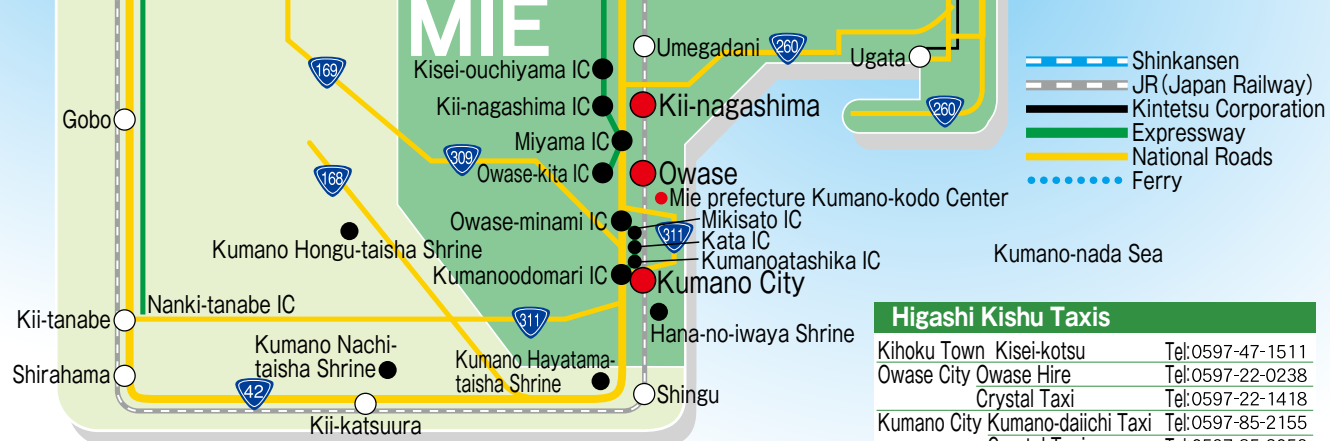 MIE
Umegadani
260
Ugata
Kisei-ouchiyama IC
169
Shinkansen
JR (Japan Railway)
Kintetsu Corporation
Expressway
National Roads
Ferry
Kii-nagashima IC
Kii-nagashima
260
Gobo
Miyama IC
309
Owase-kita IC
Owase
168
Mie prefecture Kumano-kodo Center
Owase-minami IC
Mikisato IC
311
Kata IC
Kumano Hongu-taisha Shrine
Kumanoatashika IC
Kumano-nada Sea
Kumanoodomari IC
Kumano City
Nanki-tanabe IC
Kii-tanabe
311
Hana-no-iwaya Shrine
Kumano Nachi-
taisha Shrine
Kumano Hayatama-
taisha Shrine
Shirahama
42
Shingu
Kii-katsuura
Higashi Kishu Taxis
Kihoku Town Kisei-kotsu Tel:0597-47-1511
Owase City Owase Hire Tel:0597-22-0238
Crystal Taxi Tel:0597-22-1418
Kumano City Kumano-daiichi Taxi Tel:0597-85-2155